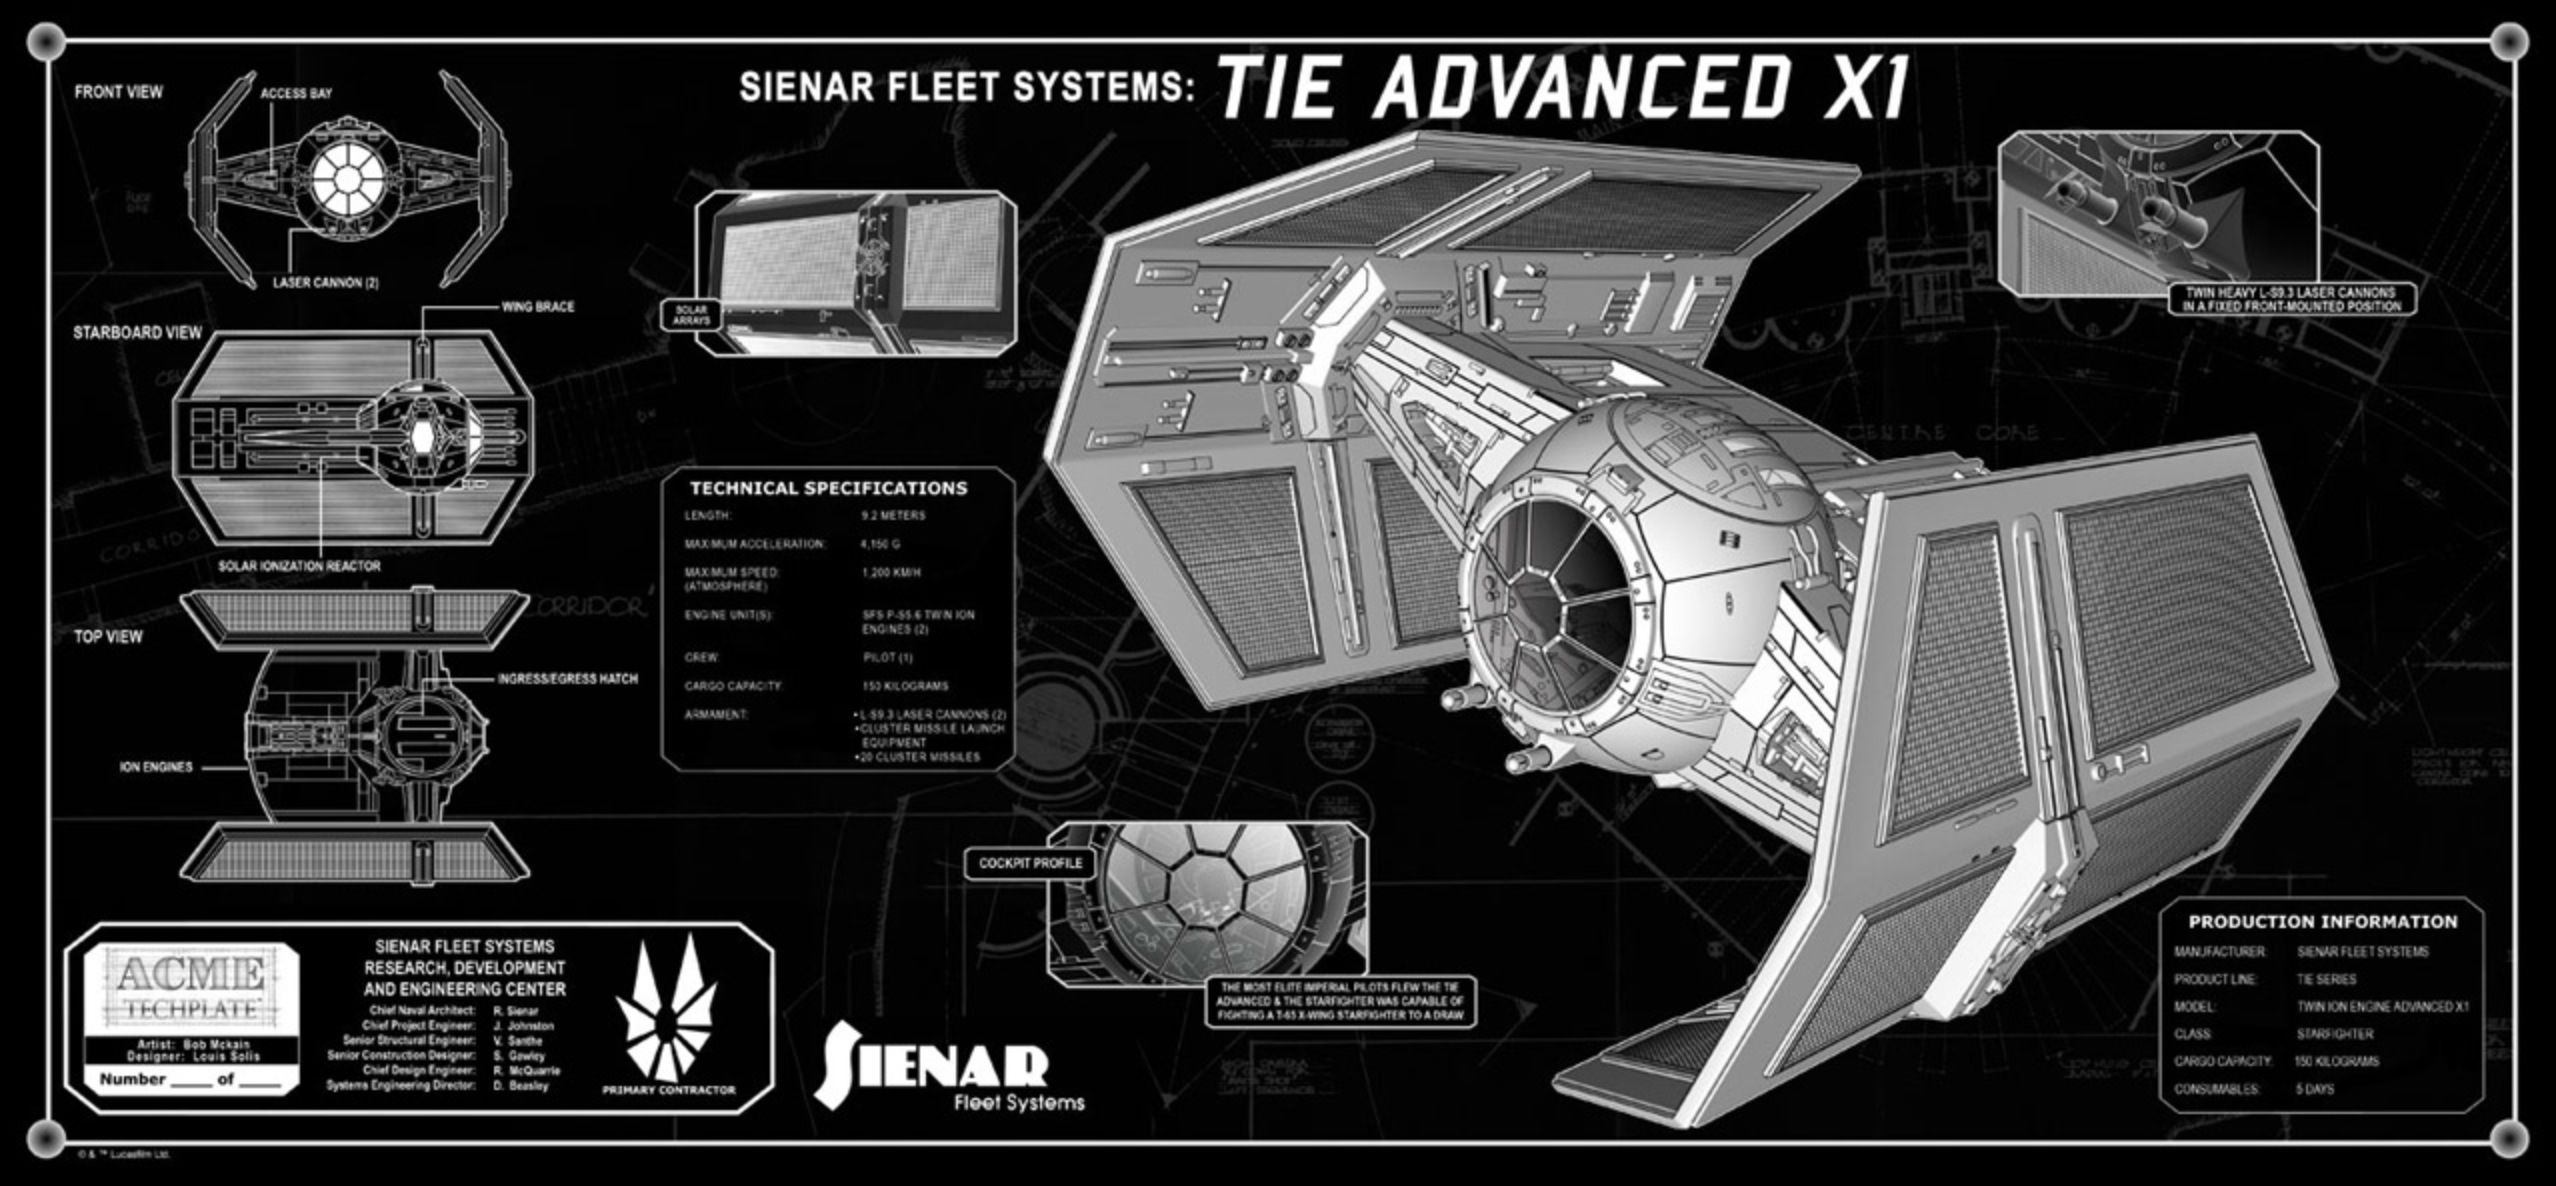 SIENAR FLEET SYSTEMS: TIE ADVANCED X1
FRONT VIEW
ACCESS BAY
LASER CANNON (2)
STARBOARD VIEW
WING BRACE
SOLAR IONIZATION REACTOR
TOP VIEW
INGRESS/EGRESS HATCH
ION ENGINES
SOLAR
ARRAYS
TWIN HEAVY L-S9.3 LASER CANNONS
IN A FIXED FRONT-MOUNTED POSITION
TECHNICAL SPECIFICATIONS
LENGTH: 9.2 METERS
MAXIMUM ACCELERATION: 4,150 G
MAXIMUM SPEED: 1,200 KM/H
(ATMOSPHERE)
ENGINE UNIT(S): SFS P-S5.6 TWIN ION
ENGINES (2)
CREW: PILOT (1)
CARGO CAPACITY: 150 KILOGRAMS
ARMAMENT: •L-S9.3 LASER CANNONS (2)
•CLUSTER MISSILE LAUNCH
EQUIPMENT
•20 CLUSTER MISSILES
CENTRE CORE
CORRIDOR
COCKPIT PROFILE
THE MOST ELITE IMPERIAL PILOTS FLEW THE TIE
ADVANCED & THE STARFIGHTER WAS CAPABLE OF
FIGHTING A T-65 X-WING STARFIGHTER TO A DRAW
PRODUCTION INFORMATION
MANUFACTURER: SIENAR FLEET SYSTEMS
PRODUCT LINE: TIE SERIES
MODEL: TWIN ION ENGINE ADVANCED X1
CLASS: STARFIGHTER
CARGO CAPACITY: 150 KILOGRAMS
CONSUMABLES: 5 DAYS
ACME
TECHPLATE
Artist: Bob Mckain
Designer: Louis Solis
Number ____ of ____
SIENAR FLEET SYSTEMS
RESEARCH, DEVELOPMENT
AND ENGINEERING CENTER
Chief Naval Architect: R. Sienar
Chief Project Engineer: J. Johnston
Senior Structural Engineer: V. Santhe
Senior Construction Designer: S. Gawley
Chief Design Engineer: R. McQuarrie
Systems Engineering Director: D. Beasley
PRIMARY CONTRACTOR
SIENAR
Fleet Systems
© & ™ Lucasfilm Ltd.